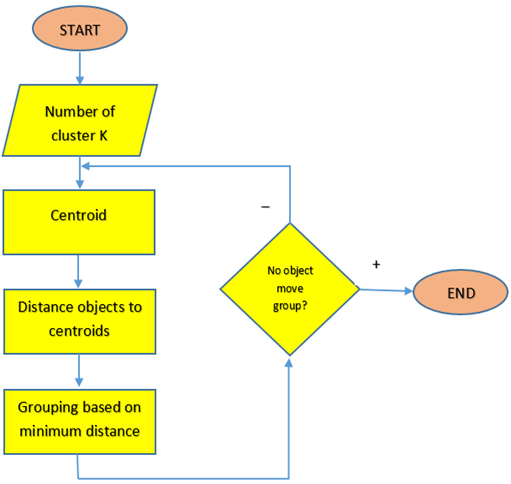 START
Number of
cluster K
Centroid
Distance objects to
centroids
Grouping based on
minimum distance
–
No object
move
group?
+
END